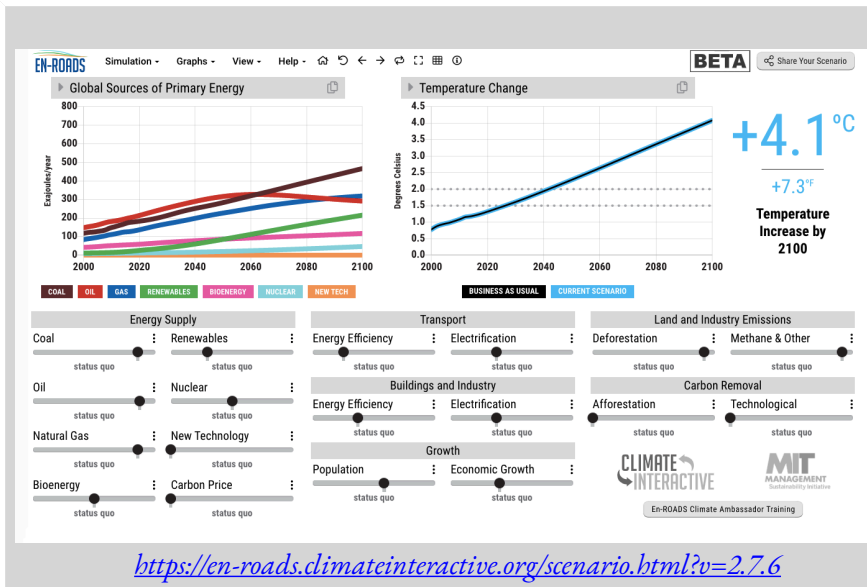 EN-ROADS Simulation Graphs View Help BETA Share Your Scenario
Global Sources of Primary Energy
Exajoules/year
800
700
600
500
400
300
200
100
0
2000 2020 2040 2060 2080 2100
COAL OIL GAS RENEWABLES BIOENERGY NUCLEAR NEW TECH
Temperature Change
Degrees Celsius
4.5
4.0
3.5
3.0
2.5
2.0
1.5
1.0
0.5
0.0
2000 2020 2040 2060 2080 2100
BUSINESS AS USUAL CURRENT SCENARIO
+4.1°C
+7.3°F
Temperature
Increase by
2100
Energy Supply
Coal Renewables
status quo status quo
Oil Nuclear
status quo status quo
Natural Gas New Technology
status quo status quo
Bioenergy Carbon Price
status quo status quo
Transport
Energy Efficiency Electrification
status quo status quo
Buildings and Industry
Energy Efficiency Electrification
status quo status quo
Growth
Population Economic Growth
status quo status quo
Land and Industry Emissions
Deforestation Methane & Other
status quo status quo
Carbon Removal
Afforestation Technological
status quo status quo
CLIMATE
INTERACTIVE
MIT
MANAGEMENT
Sustainability Initiative
En-ROADS Climate Ambassador Training
https://en-roads.climateinteractive.org/scenario.html?v=2.7.6